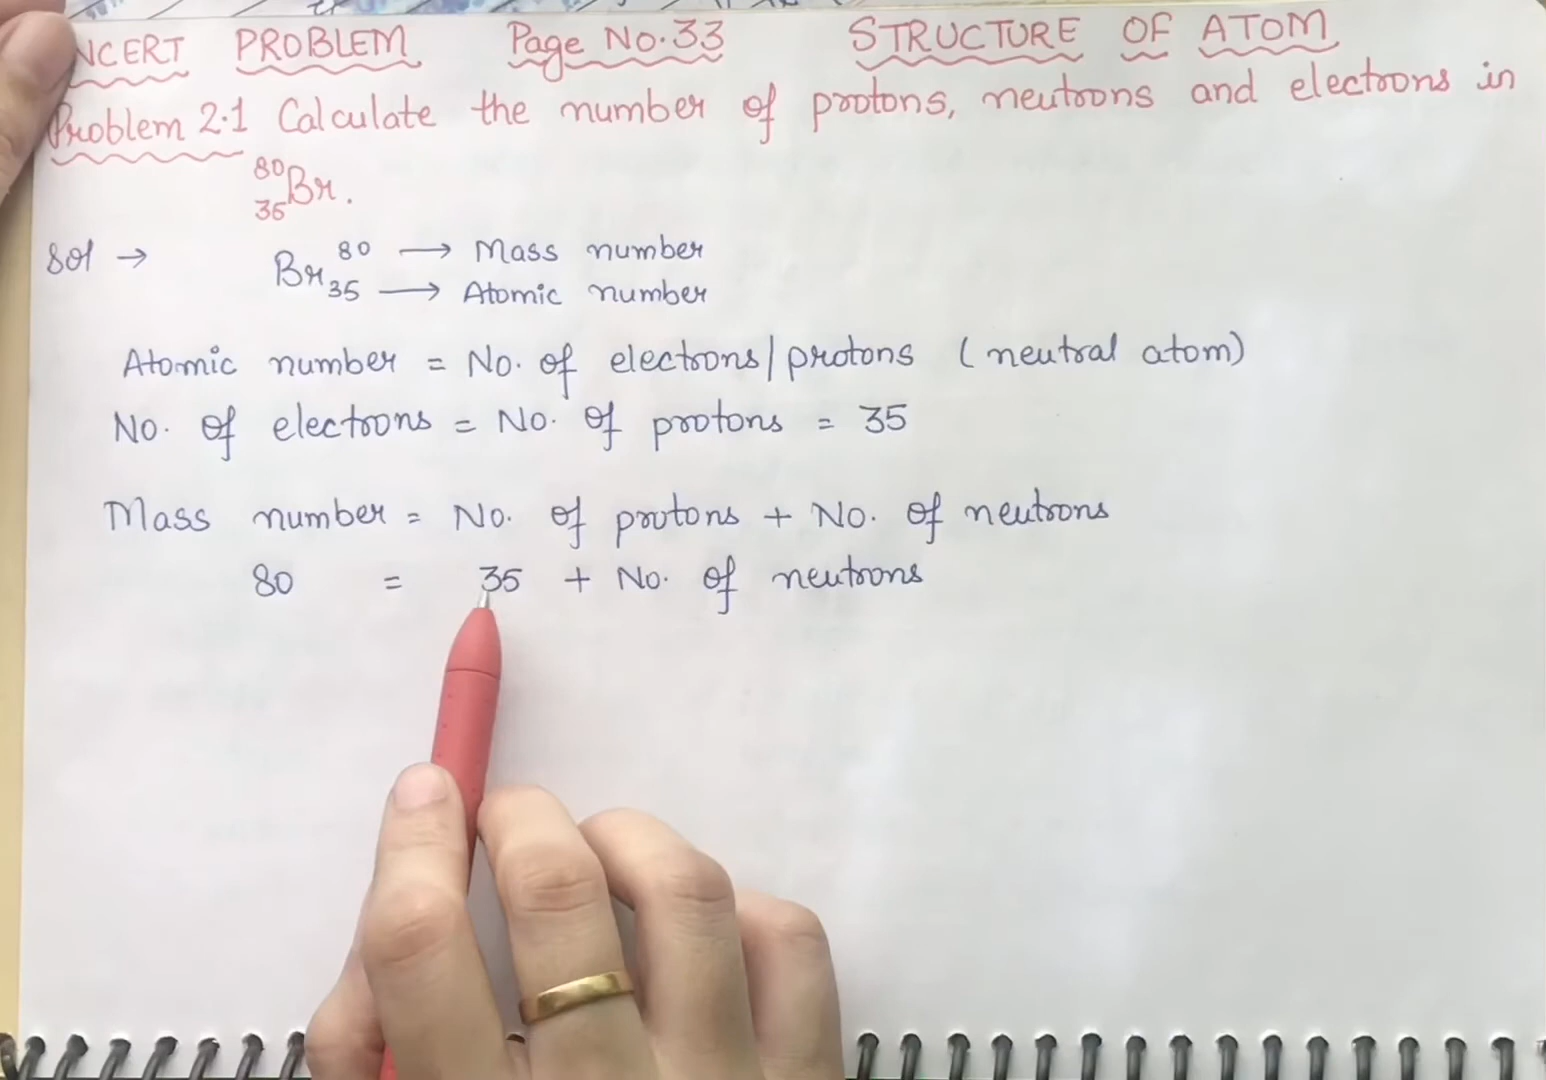 NCERT PROBLEM Page No.33 STRUCTURE OF ATOM
Problem 2.1 Calculate the number of protons, neutrons and electrons in
80
35 Br.
Sol → Br 80 → Mass number
35 → Atomic number
Atomic number = No. of electrons/protons (neutral atom)
No. of electrons = No. of protons = 35
Mass number = No. of protons + No. of neutrons
80 = 35 + No. of neutrons